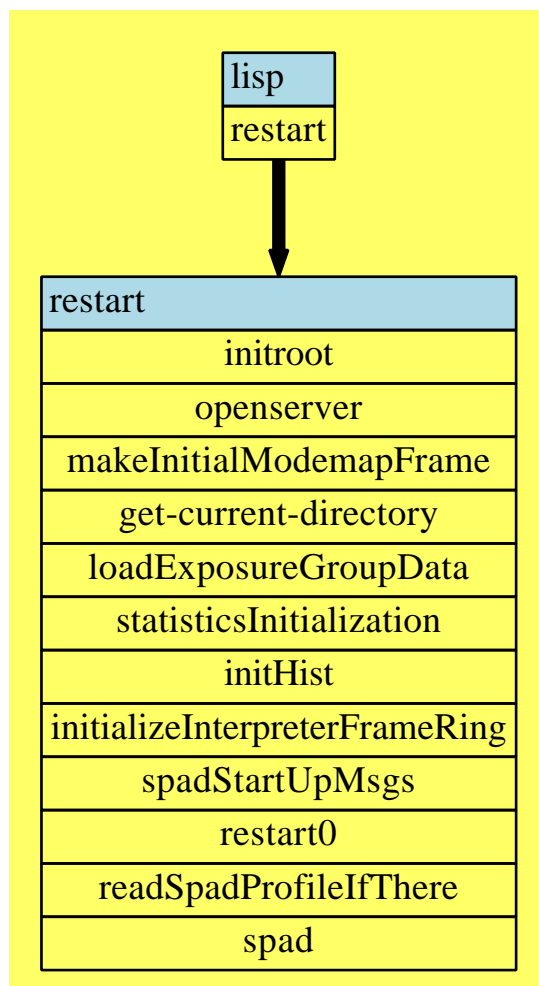 lisp
restart
restart
initroot
openserver
makeInitialModemapFrame
get-current-directory
loadExposureGroupData
statisticsInitialization
initHist
initializeInterpreterFrameRing
spadStartUpMsgs
restart0
readSpadProfileIfThere
spad